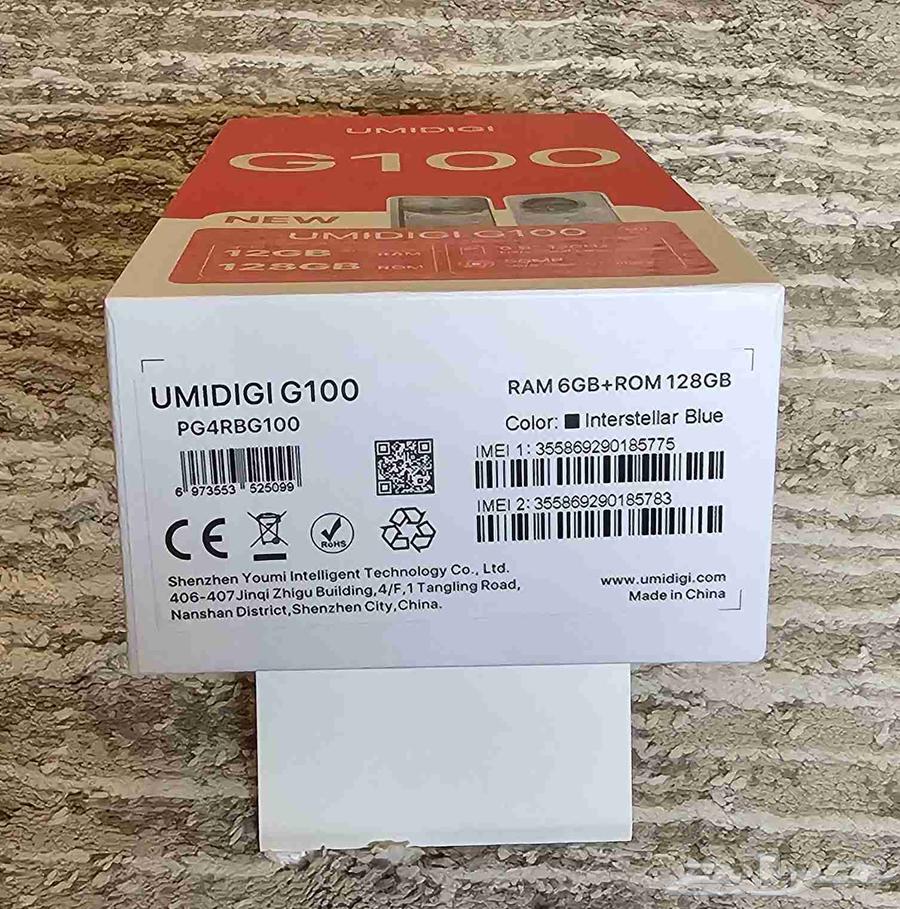 UMIDIGI
G100
NEW
UMIDIGI G100
12GB RAM
128GB ROM
UMIDIGI G100
PG4RBG100
6 973553 525099
RoHS
RAM 6GB+ROM 128GB
Color: Interstellar Blue
IMEI 1: 355869290185775
IMEI 2: 355869290185783
Shenzhen Youmi Intelligent Technology Co., Ltd.
406-407 Jinqi Zhigu Building,4/F,1 Tangling Road,
Nanshan District,Shenzhen City,China.
www.umidigi.com
Made in China